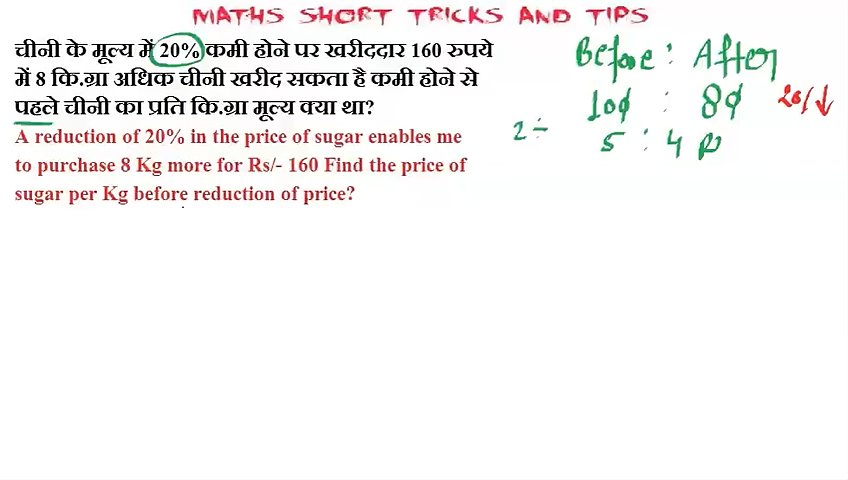 MATHS SHORT TRICKS AND TIPS
चीनी के मूल्य में 20% कमी होने पर खरीददार 160 रुपये
में 8 कि.ग्रा अधिक चीनी खरीद सकता है कमी होने से
पहले चीनी का प्रति कि.ग्रा मूल्य क्या था?
A reduction of 20% in the price of sugar enables me
to purchase 8 Kg more for Rs/- 160 Find the price of
sugar per Kg before reduction of price?
Before : After
100 : 80 20%↓
2 ÷ 5 : 4